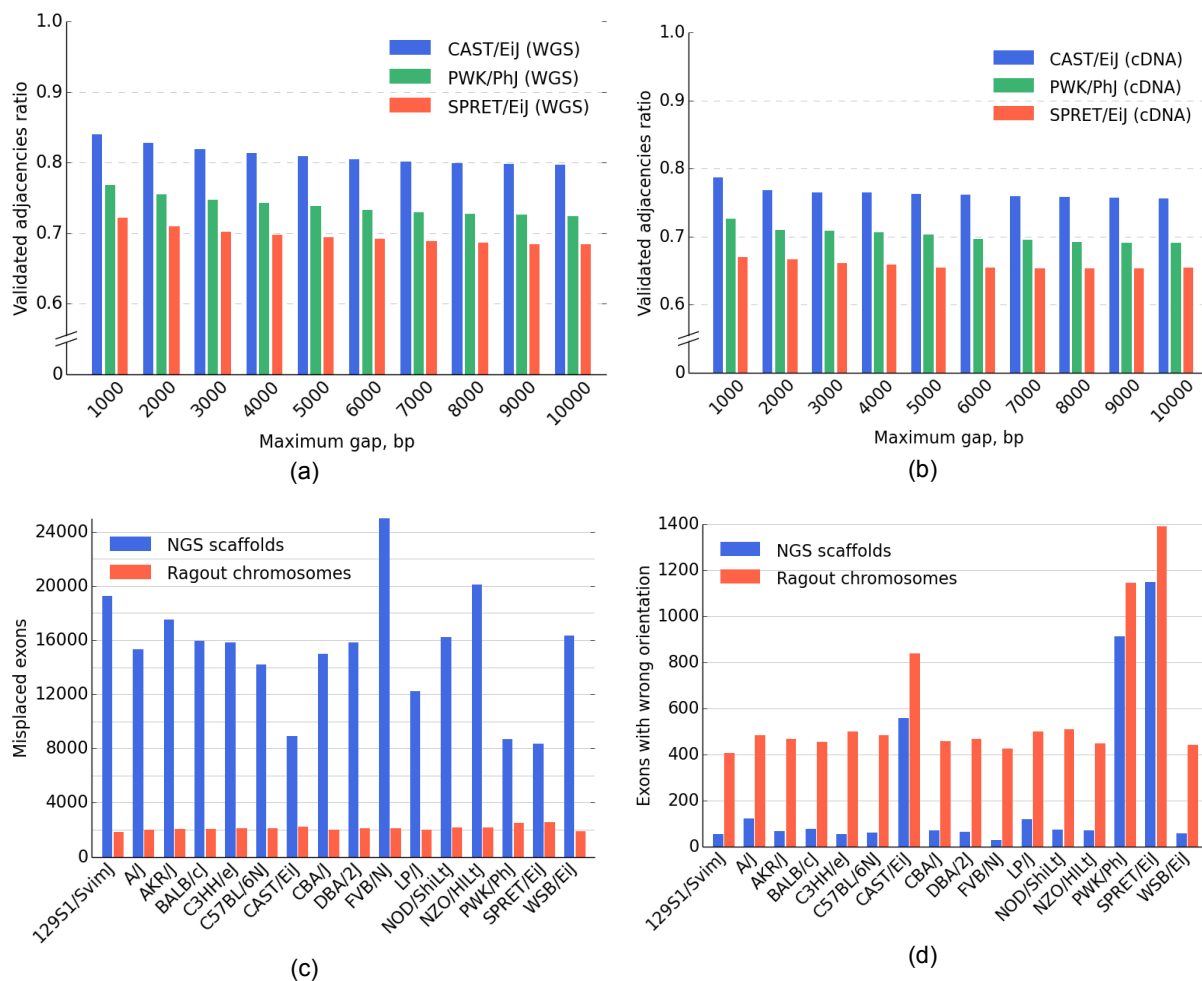 1.0
0.9
0.8
0.7
0.6
0
Validated adjacencies ratio
CAST/EiJ (WGS)
PWK/PhJ (WGS)
SPRET/EiJ (WGS)
1000
2000
3000
4000
5000
6000
7000
8000
9000
10000
Maximum gap, bp
(a)
1.0
0.9
0.8
0.7
0.6
0
Validated adjacencies ratio
CAST/EiJ (cDNA)
PWK/PhJ (cDNA)
SPRET/EiJ (cDNA)
1000
2000
3000
4000
5000
6000
7000
8000
9000
10000
Maximum gap, bp
(b)
24000
20000
16000
12000
8000
4000
2000
0
Misplaced exons
NGS scaffolds
Ragout chromosomes
129S1/SvimJ
A/J
AKR/J
BALB/cJ
C3HH/eJ
C57BL/6NJ
CAST/EiJ
CBA/J
DBA/2J
FVB/NJ
LP/J
NOD/ShiLtJ
NZO/HILtJ
PWK/PhJ
SPRET/EiJ
WSB/EiJ
(c)
1400
1200
1000
800
600
400
200
0
Exons with wrong orientation
NGS scaffolds
Ragout chromosomes
129S1/SvimJ
A/J
AKR/J
BALB/cJ
C3HH/eJ
C57BL/6NJ
CAST/EiJ
CBA/J
DBA/2J
FVB/NJ
LP/J
NOD/ShiLtJ
NZO/HILtJ
PWK/PhJ
SPRET/EiJ
WSB/EiJ
(d)